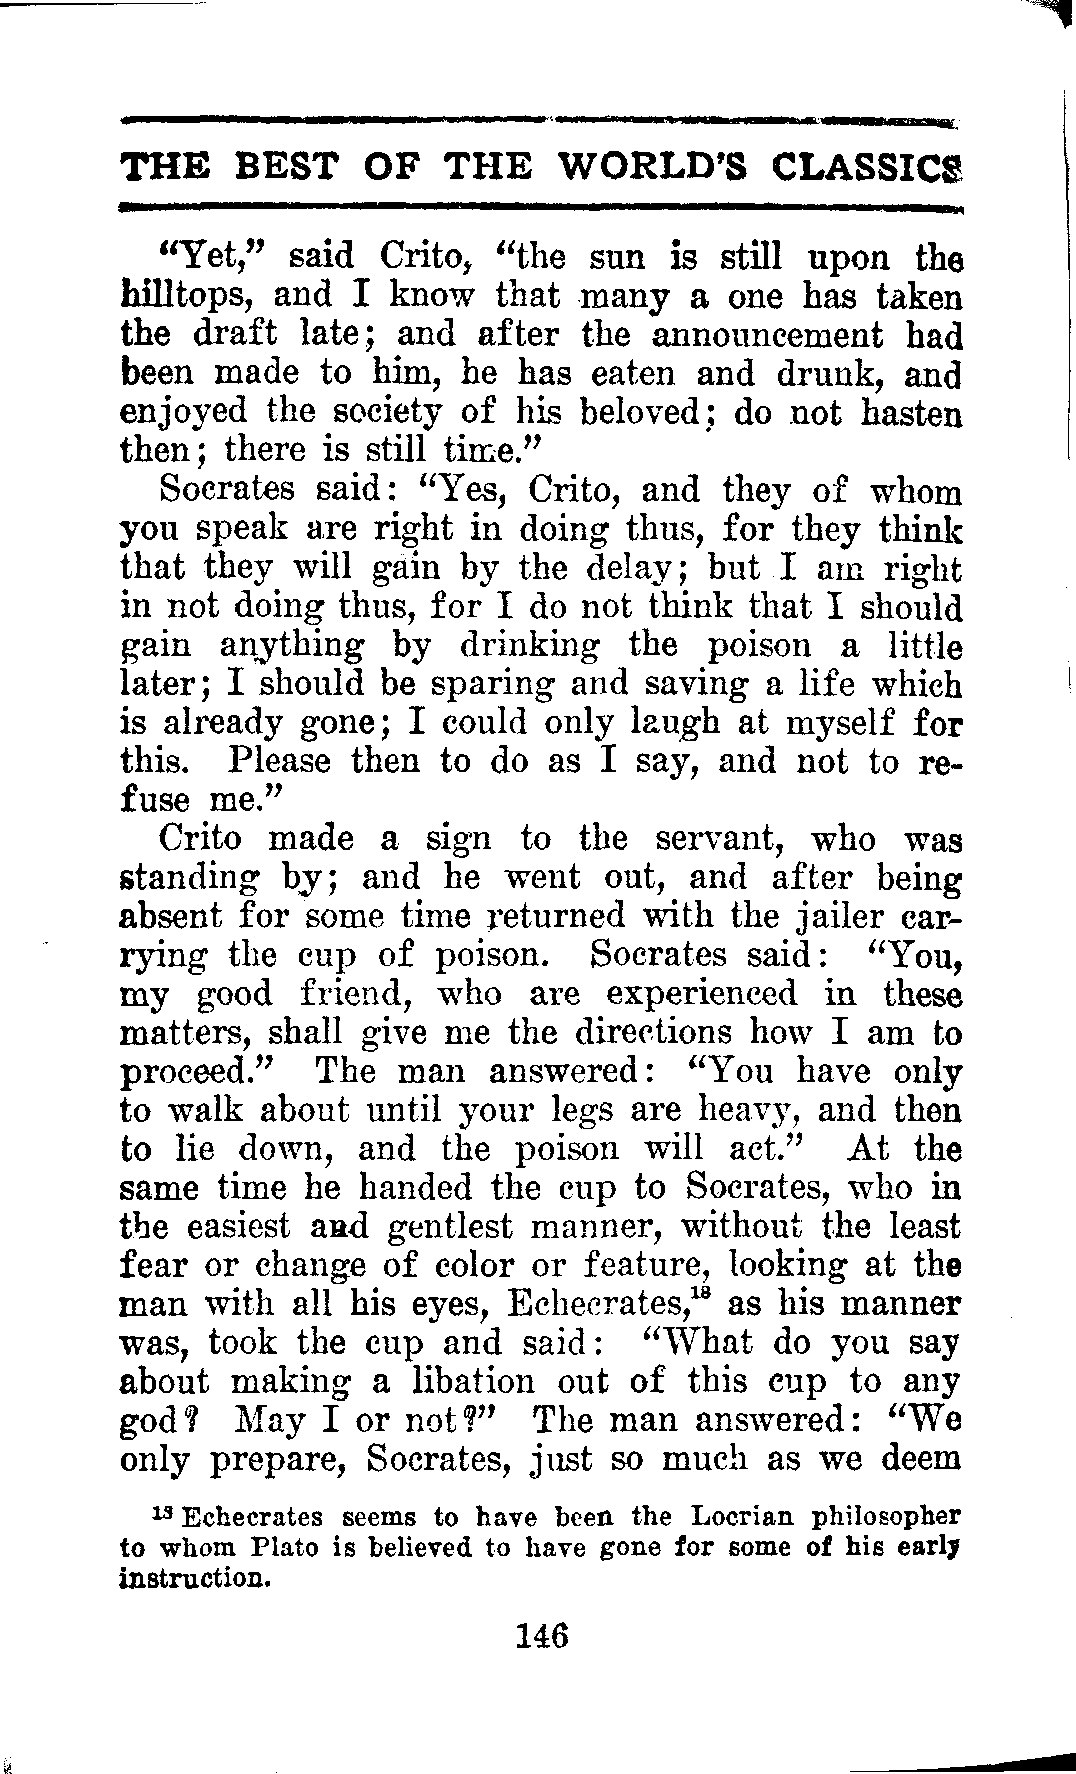 THE BEST OF THE WORLD'S CLASSICS
“Yet,” said Crito, “the sun is still upon the
hilltops, and I know that many a one has taken
the draft late; and after the announcement had
been made to him, he has eaten and drunk, and
enjoyed the society of his beloved; do not hasten
then; there is still time.”
Socrates said: “Yes, Crito, and they of whom
you speak are right in doing thus, for they think
that they will gain by the delay; but I am right
in not doing thus, for I do not think that I should
gain anything by drinking the poison a little
later; I should be sparing and saving a life which
is already gone; I could only laugh at myself for
this. Please then to do as I say, and not to re-
fuse me.”
Crito made a sign to the servant, who was
standing by; and he went out, and after being
absent for some time returned with the jailer car-
rying the cup of poison. Socrates said: “You,
my good friend, who are experienced in these
matters, shall give me the directions how I am to
proceed.” The man answered: “You have only
to walk about until your legs are heavy, and then
to lie down, and the poison will act.” At the
same time he handed the cup to Socrates, who in
the easiest and gentlest manner, without the least
fear or change of color or feature, looking at the
man with all his eyes, Echecrates,¹³ as his manner
was, took the cup and said: “What do you say
about making a libation out of this cup to any
god? May I or not?” The man answered: “We
only prepare, Socrates, just so much as we deem
¹³ Echecrates seems to have been the Locrian philosopher
to whom Plato is believed to have gone for some of his early
instruction.
146